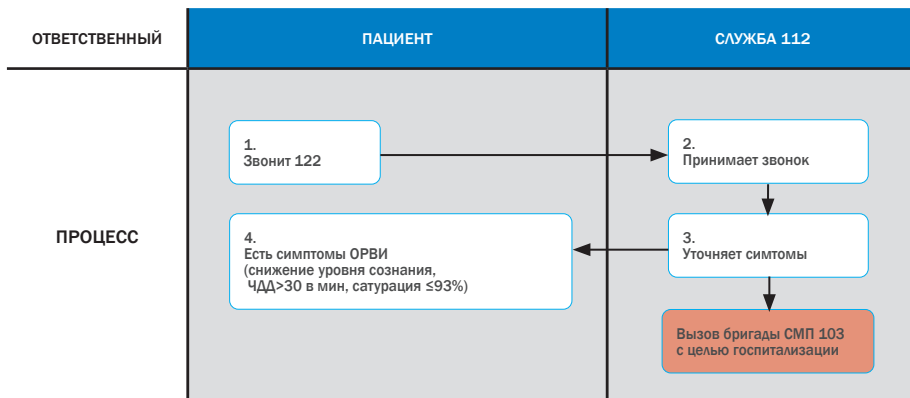 ОТВЕТСТВЕННЫЙ
ПАЦИЕНТ
СЛУЖБА 112
ПРОЦЕСС
1.
Звонит 122
2.
Принимает звонок
4.
Есть симптомы ОРВИ
(снижение уровня сознания,
ЧДД>30 в мин, сатурация ≤93%)
3.
Уточняет симтомы
Вызов бригады СМП 103
с целью госпитализации